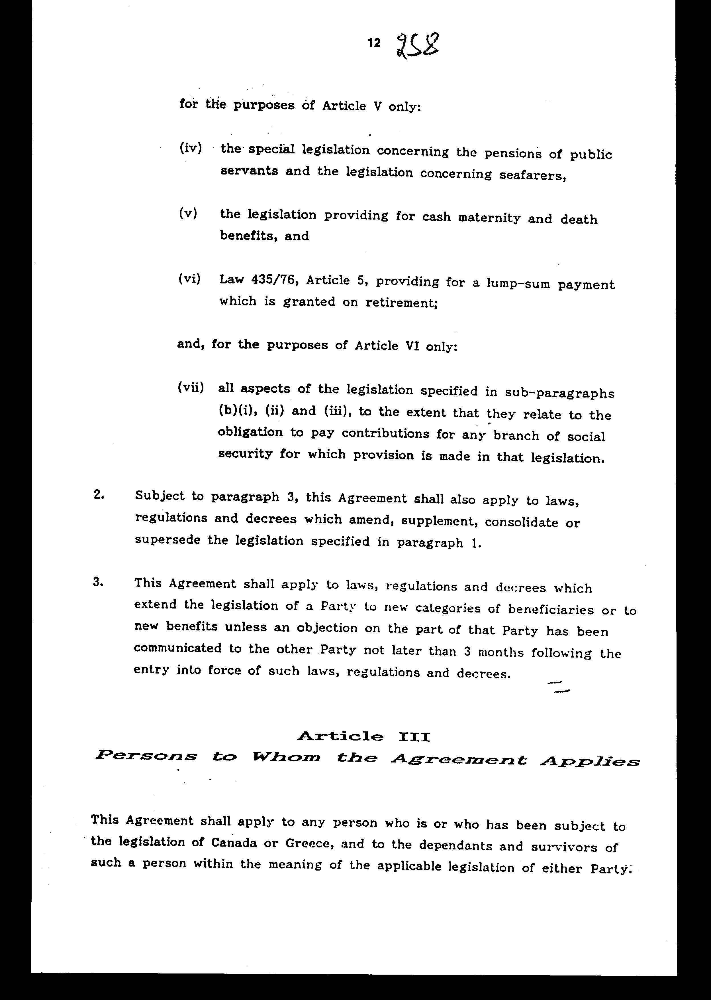 12 258
for the purposes of Article V only:
(iv) the special legislation concerning the pensions of public
servants and the legislation concerning seafarers,
(v) the legislation providing for cash maternity and death
benefits, and
(vi) Law 435/76, Article 5, providing for a lump-sum payment
which is granted on retirement;
and, for the purposes of Article VI only:
(vii) all aspects of the legislation specified in sub-paragraphs
(b)(i), (ii) and (iii), to the extent that they relate to the
obligation to pay contributions for any branch of social
security for which provision is made in that legislation.
2. Subject to paragraph 3, this Agreement shall also apply to laws,
regulations and decrees which amend, supplement, consolidate or
supersede the legislation specified in paragraph 1.
3. This Agreement shall apply to laws, regulations and decrees which
extend the legislation of a Party to new categories of beneficiaries or to
new benefits unless an objection on the part of that Party has been
communicated to the other Party not later than 3 months following the
entry into force of such laws, regulations and decrees.
Article III
Persons to Whom the Agreement Applies
This Agreement shall apply to any person who is or who has been subject to
the legislation of Canada or Greece, and to the dependants and survivors of
such a person within the meaning of the applicable legislation of either Party.